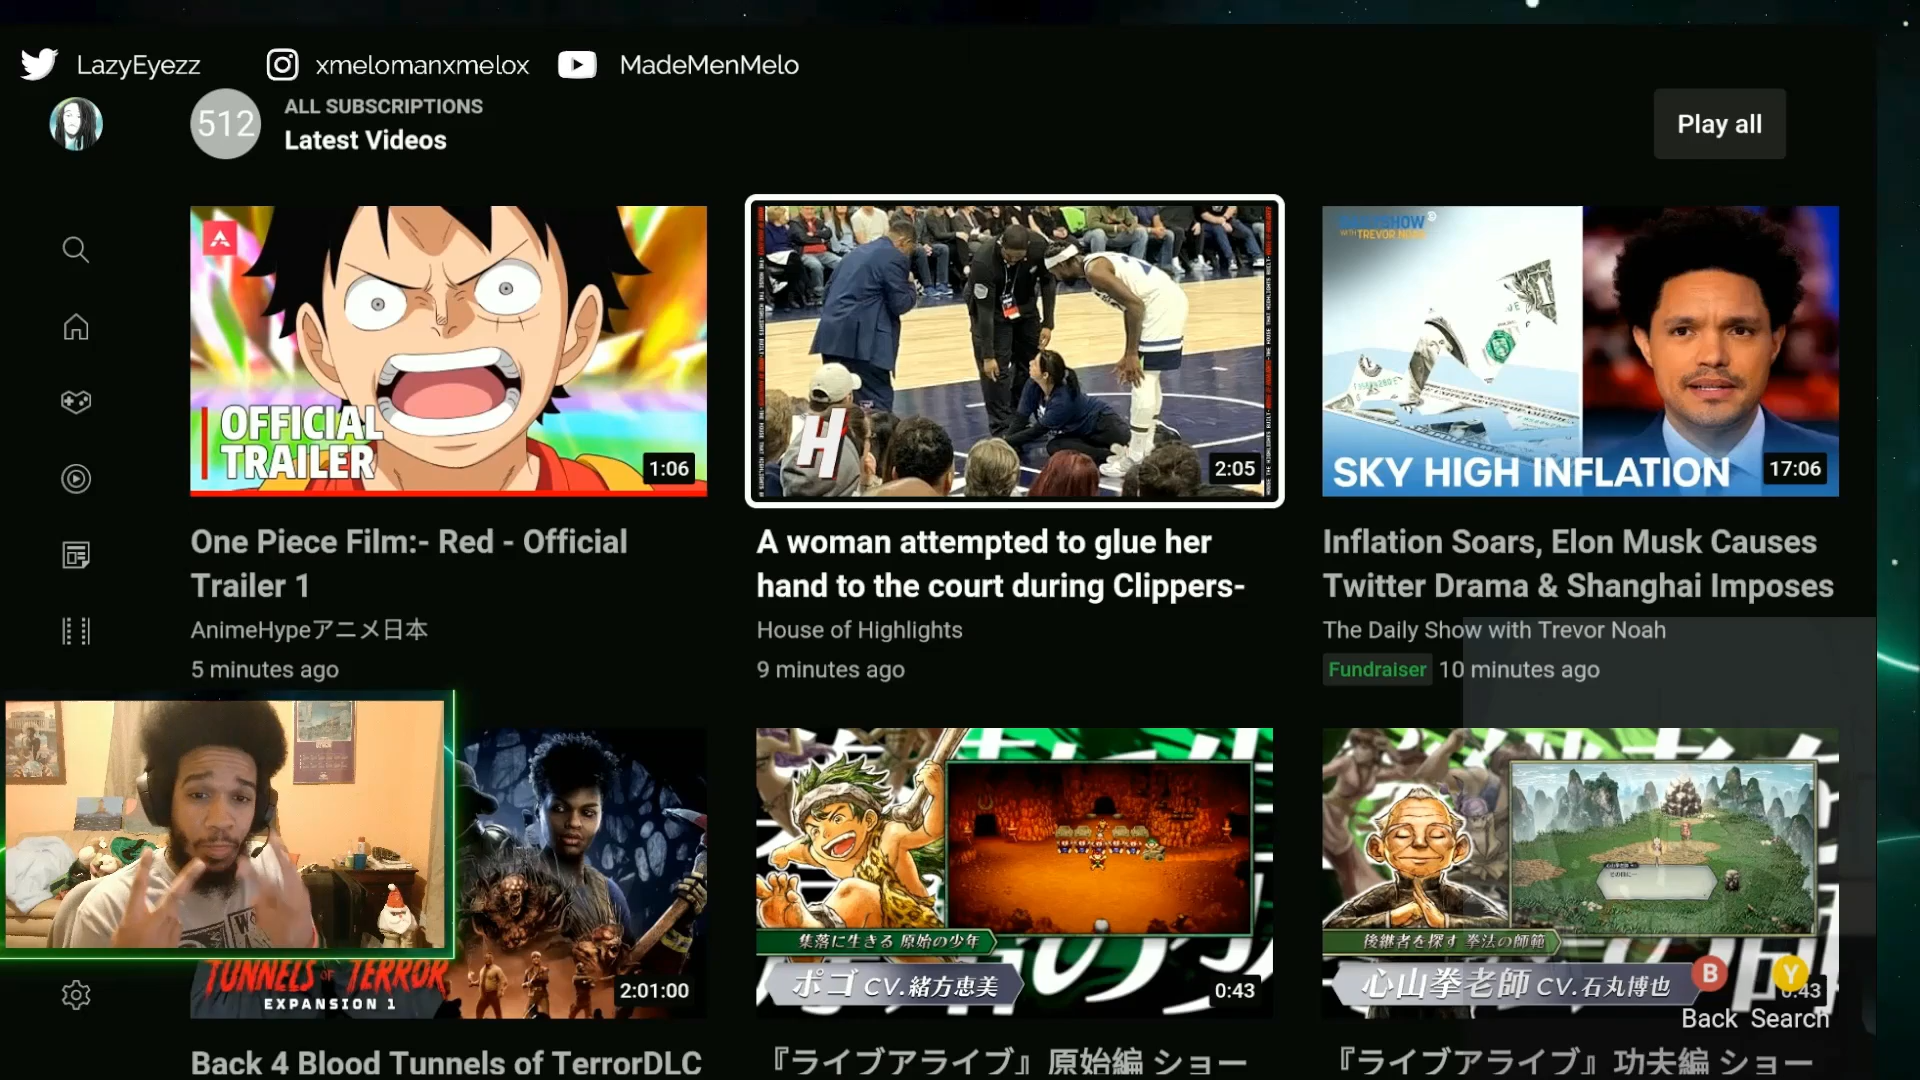 LazyEyezz
xmelomanxmelox
MadeMenMelo
512
ALL SUBSCRIPTIONS
Latest Videos
Play all
OFFICIAL
TRAILER
1:06
H
2:05
WITH TREVOR NOAH
SKY HIGH INFLATION
17:06
One Piece Film:- Red - Official
Trailer 1
AnimeHypeアニメ日本
5 minutes ago
A woman attempted to glue her
hand to the court during Clippers-
House of Highlights
9 minutes ago
Inflation Soars, Elon Musk Causes
Twitter Drama & Shanghai Imposes
The Daily Show with Trevor Noah
Fundraiser
10 minutes ago
TUNNELS OF TERROR
EXPANSION 1
2:01:00
集落に生きる 原始の少年
ポゴ CV.緒方恵美
0:43
後継者を探す 拳法の師範
心山拳老師 CV.石丸博也
0:43
B
Y
Back
Search
Back 4 Blood Tunnels of TerrorDLC
『ライブアライブ』原始編 ショー
『ライブアライブ』功夫編 ショー